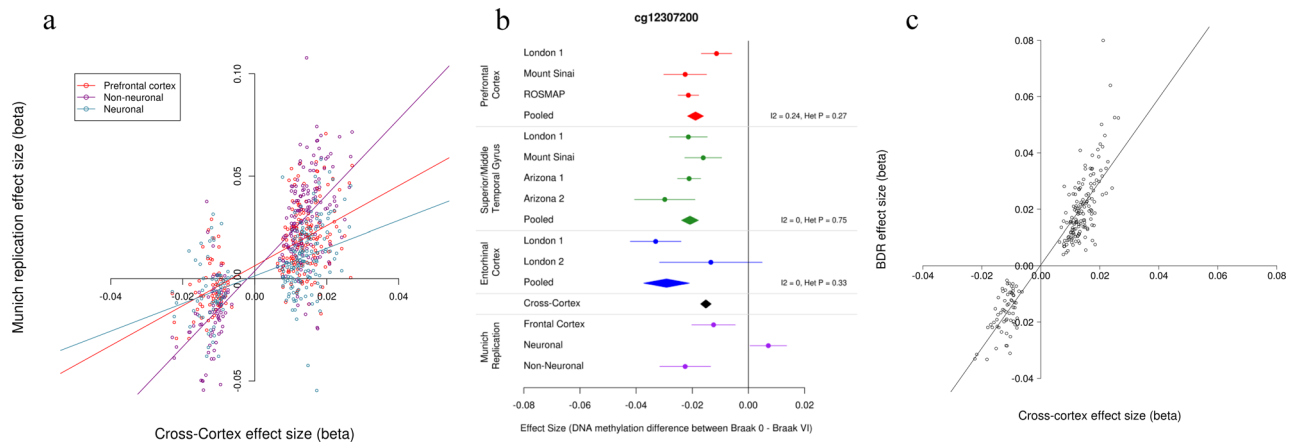 a
Munich replication effect size (beta)
Prefrontal cortex
Non-neuronal
Neuronal
0.10
0.05
0.00
-0.05
-0.04
-0.02
0.00
0.02
0.04
Cross-Cortex effect size (beta)
b
cg12307200
Prefrontal
Cortex
London 1
Mount Sinai
ROSMAP
Pooled
I2 = 0.24, Het P = 0.27
Superior/Middle
Temporal Gyrus
London 1
Mount Sinai
Arizona 1
Arizona 2
Pooled
I2 = 0, Het P = 0.75
Entorhinal
Cortex
London 1
London 2
Pooled
I2 = 0, Het P = 0.33
Cross-Cortex
Munich
Replication
Frontal Cortex
Neuronal
Non-Neuronal
-0.08
-0.06
-0.04
-0.02
0.00
0.02
Effect Size (DNA methylation difference between Braak 0 - Braak VI)
c
BDR effect size (beta)
0.08
0.06
0.04
0.02
0.00
-0.02
-0.04
-0.04
-0.02
0.00
0.02
0.04
0.06
0.08
Cross-cortex effect size (beta)